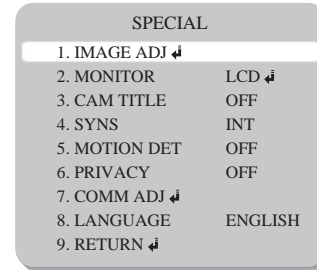 SPECIAL
1. IMAGE ADJ ↲
2. MONITOR LCD ↲
3. CAM TITLE OFF
4. SYNS INT
5. MOTION DET OFF
6. PRIVACY OFF
7. COMM ADJ ↲
8. LANGUAGE ENGLISH
9. RETURN ↲